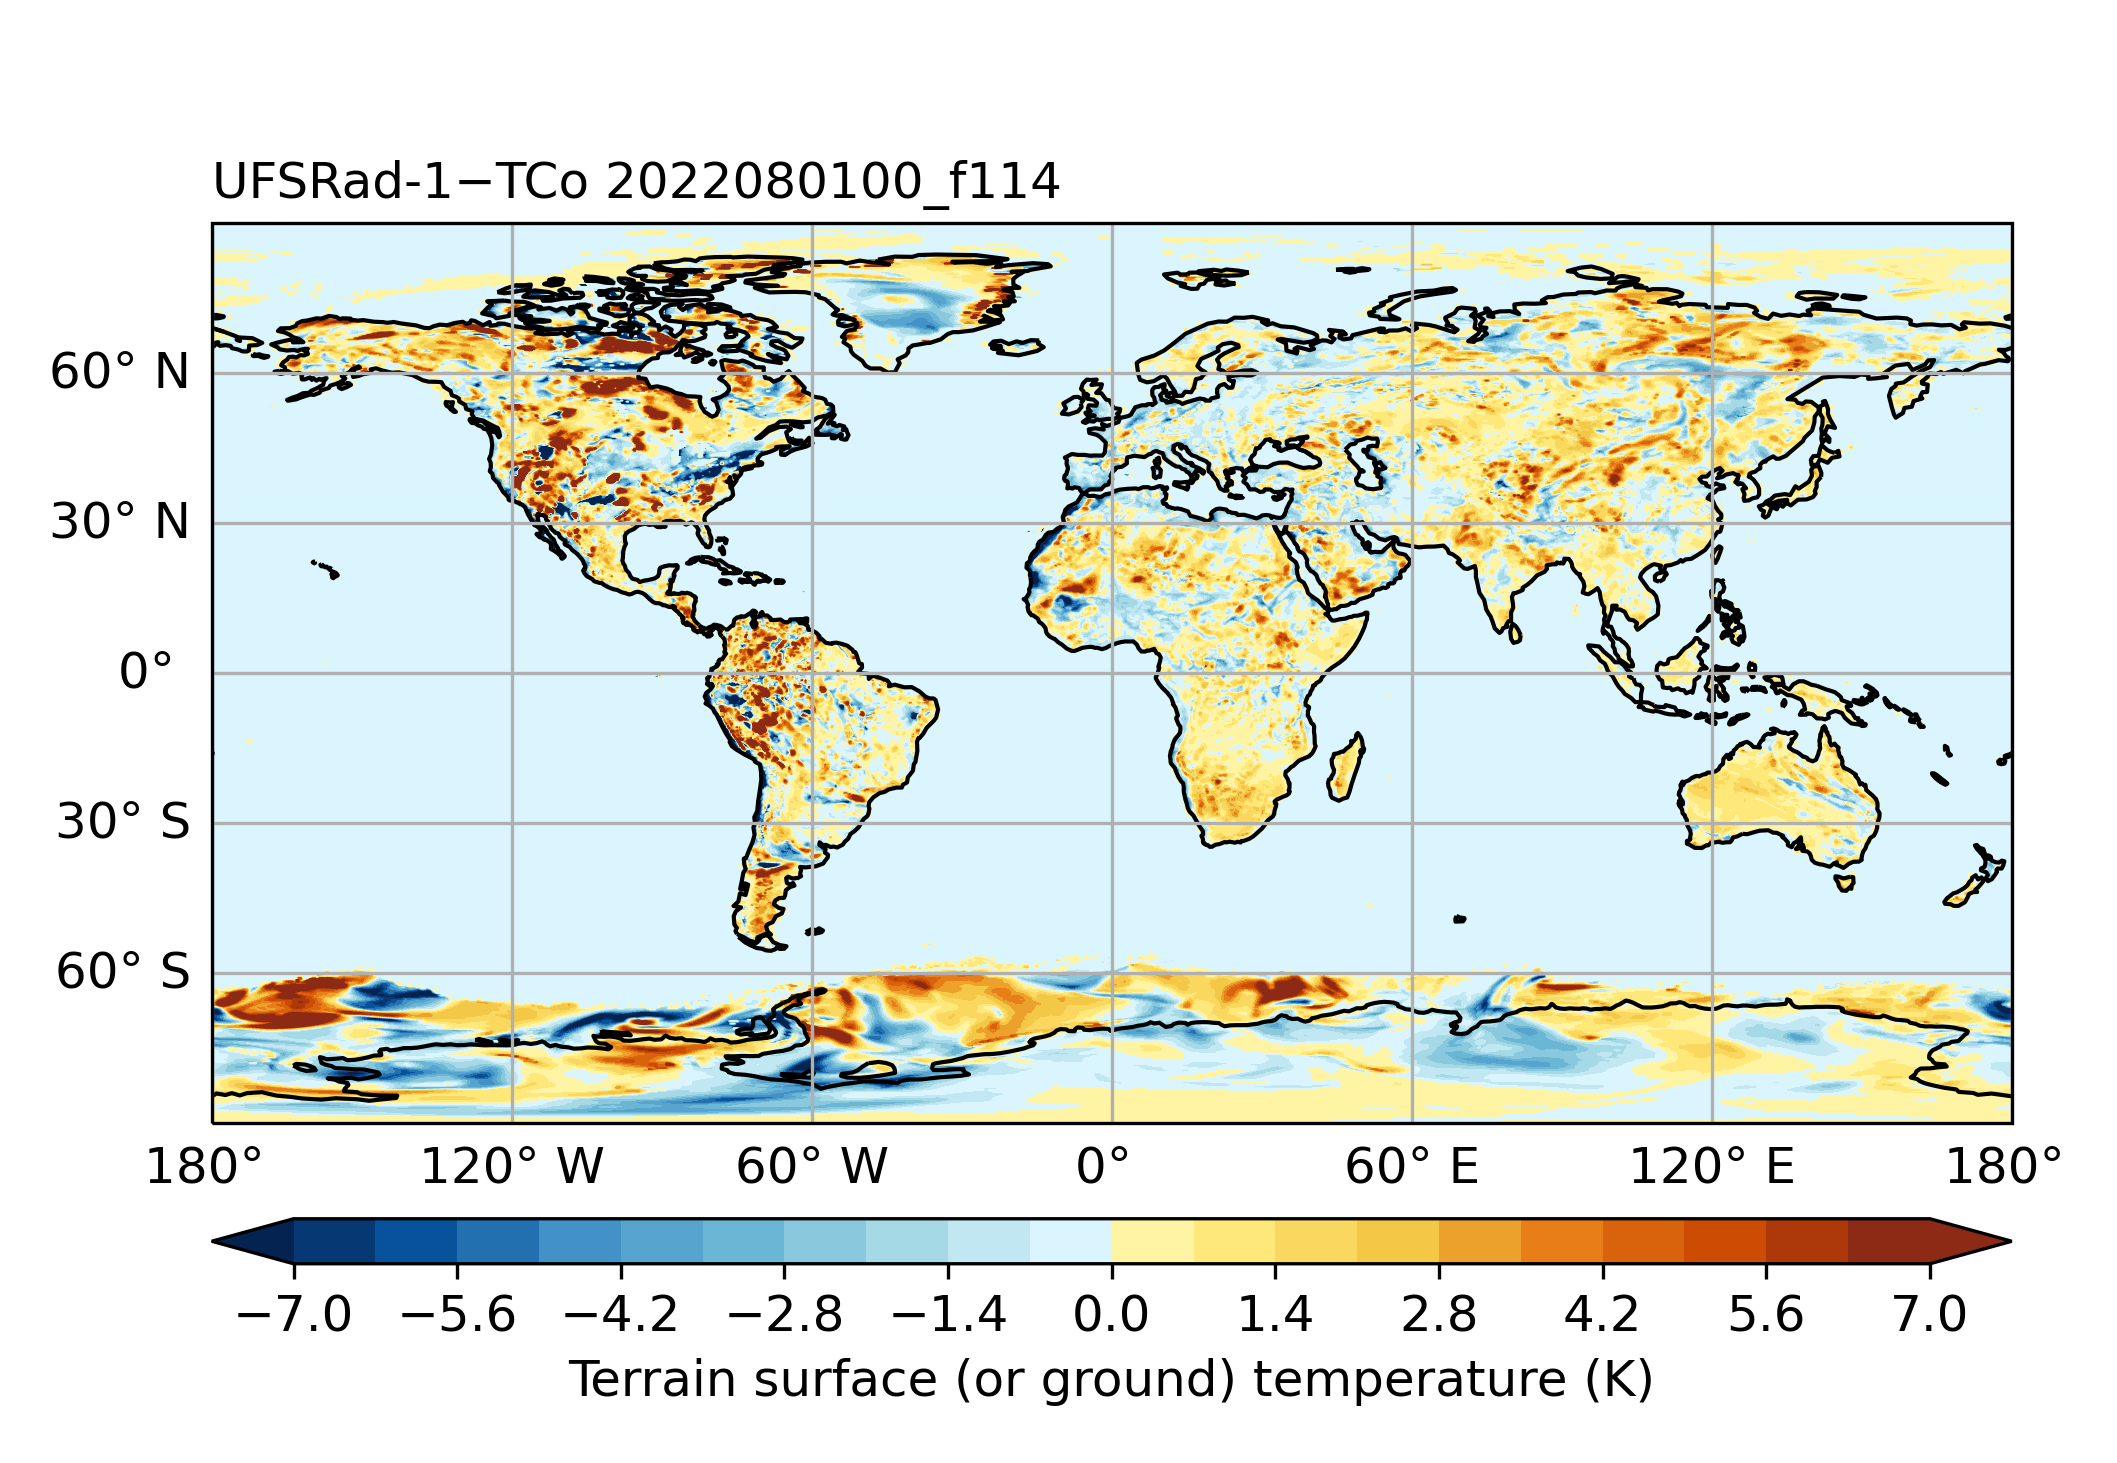 UFSRad-1−TCo 2022080100_f114
60° N
30° N
0°
30° S
60° S
180° 120° W 60° W 0° 60° E 120° E 180°
−7.0 −5.6 −4.2 −2.8 −1.4 0.0 1.4 2.8 4.2 5.6 7.0
Terrain surface (or ground) temperature (K)